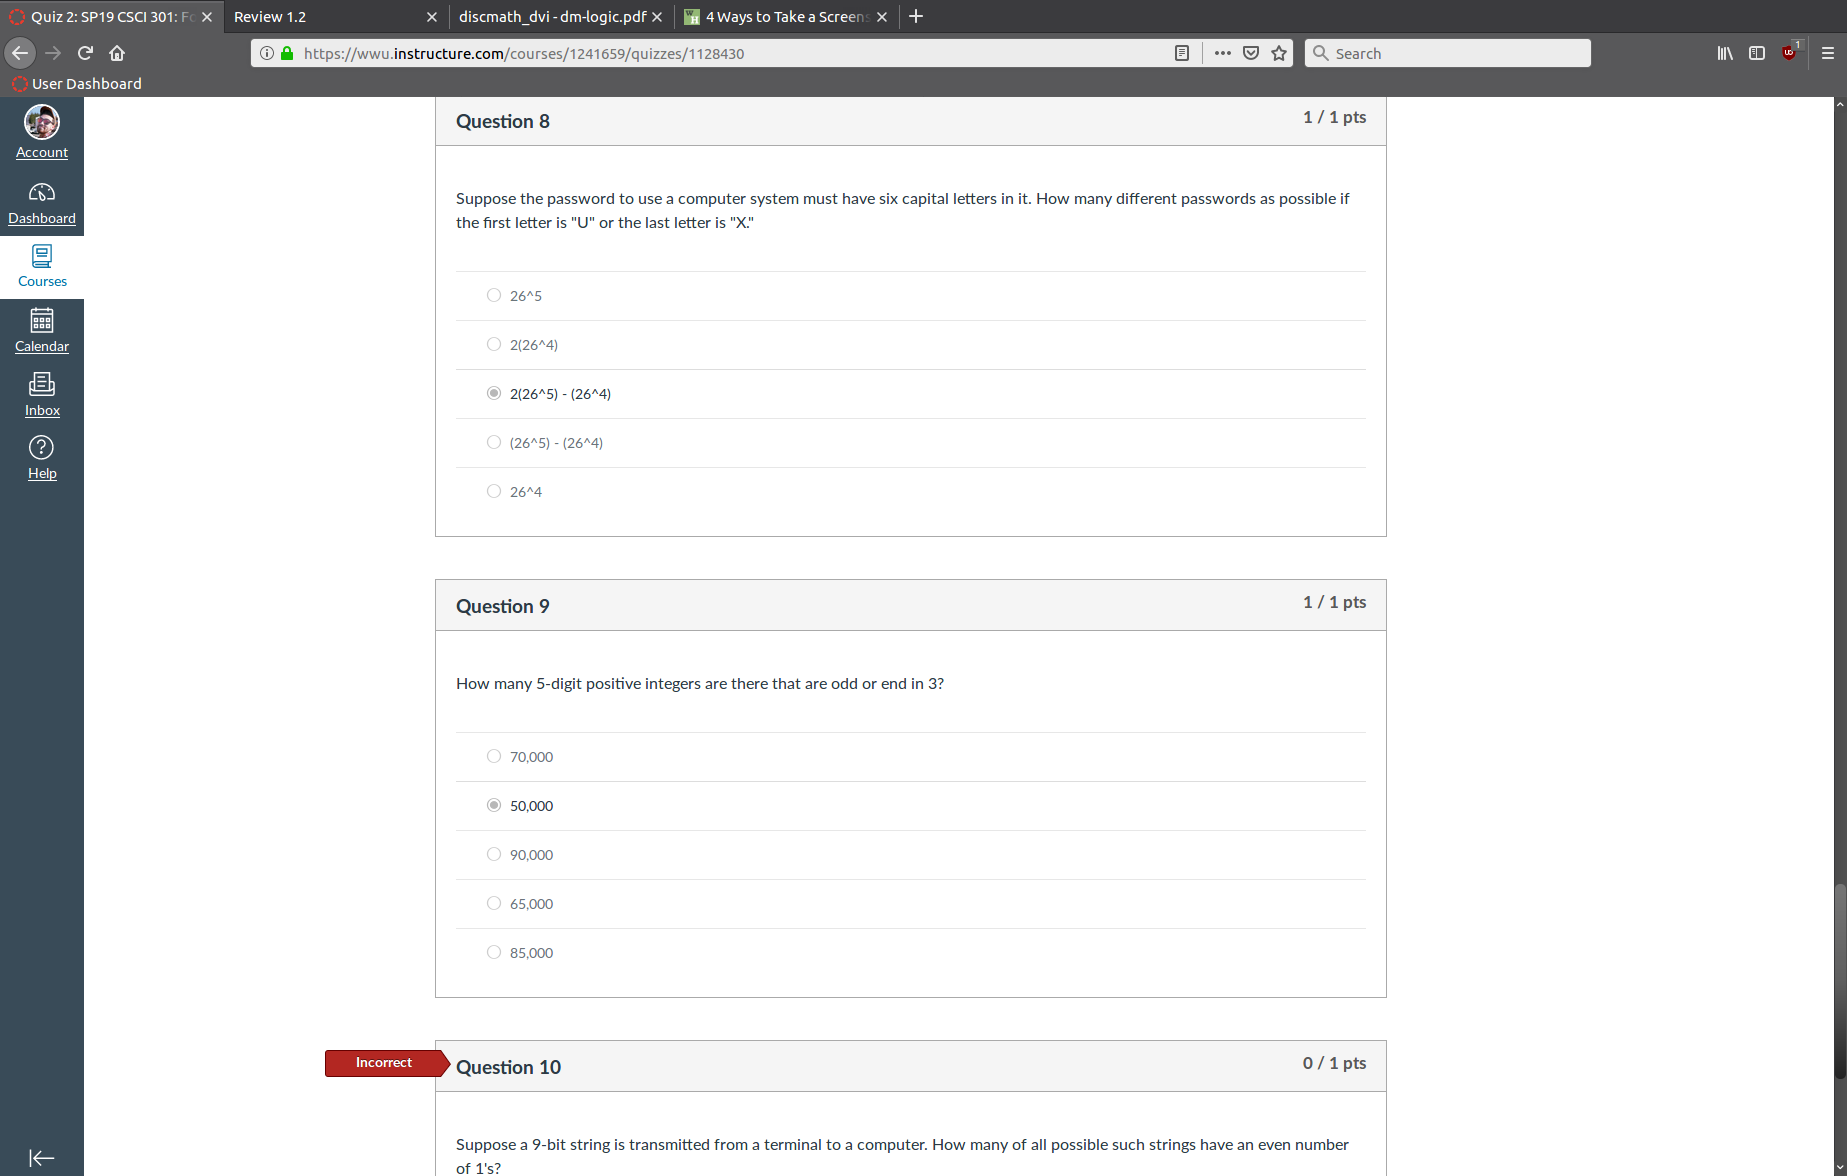 Quiz 2: SP19 CSCI 301: Fo
Review 1.2
discmath_dvi - dm-logic.pdf
4 Ways to Take a Screens
https://wwu.instructure.com/courses/1241659/quizzes/1128430
Search
1
User Dashboard
Account
Dashboard
Courses
Calendar
Inbox
Help
Question 8
1 / 1 pts
Suppose the password to use a computer system must have six capital letters in it. How many different passwords as possible if
the first letter is "U" or the last letter is "X."
26^5
2(26^4)
2(26^5) - (26^4)
(26^5) - (26^4)
26^4
Question 9
1 / 1 pts
How many 5-digit positive integers are there that are odd or end in 3?
70,000
50,000
90,000
65,000
85,000
Incorrect
Question 10
0 / 1 pts
Suppose a 9-bit string is transmitted from a terminal to a computer. How many of all possible such strings have an even number
of 1's?